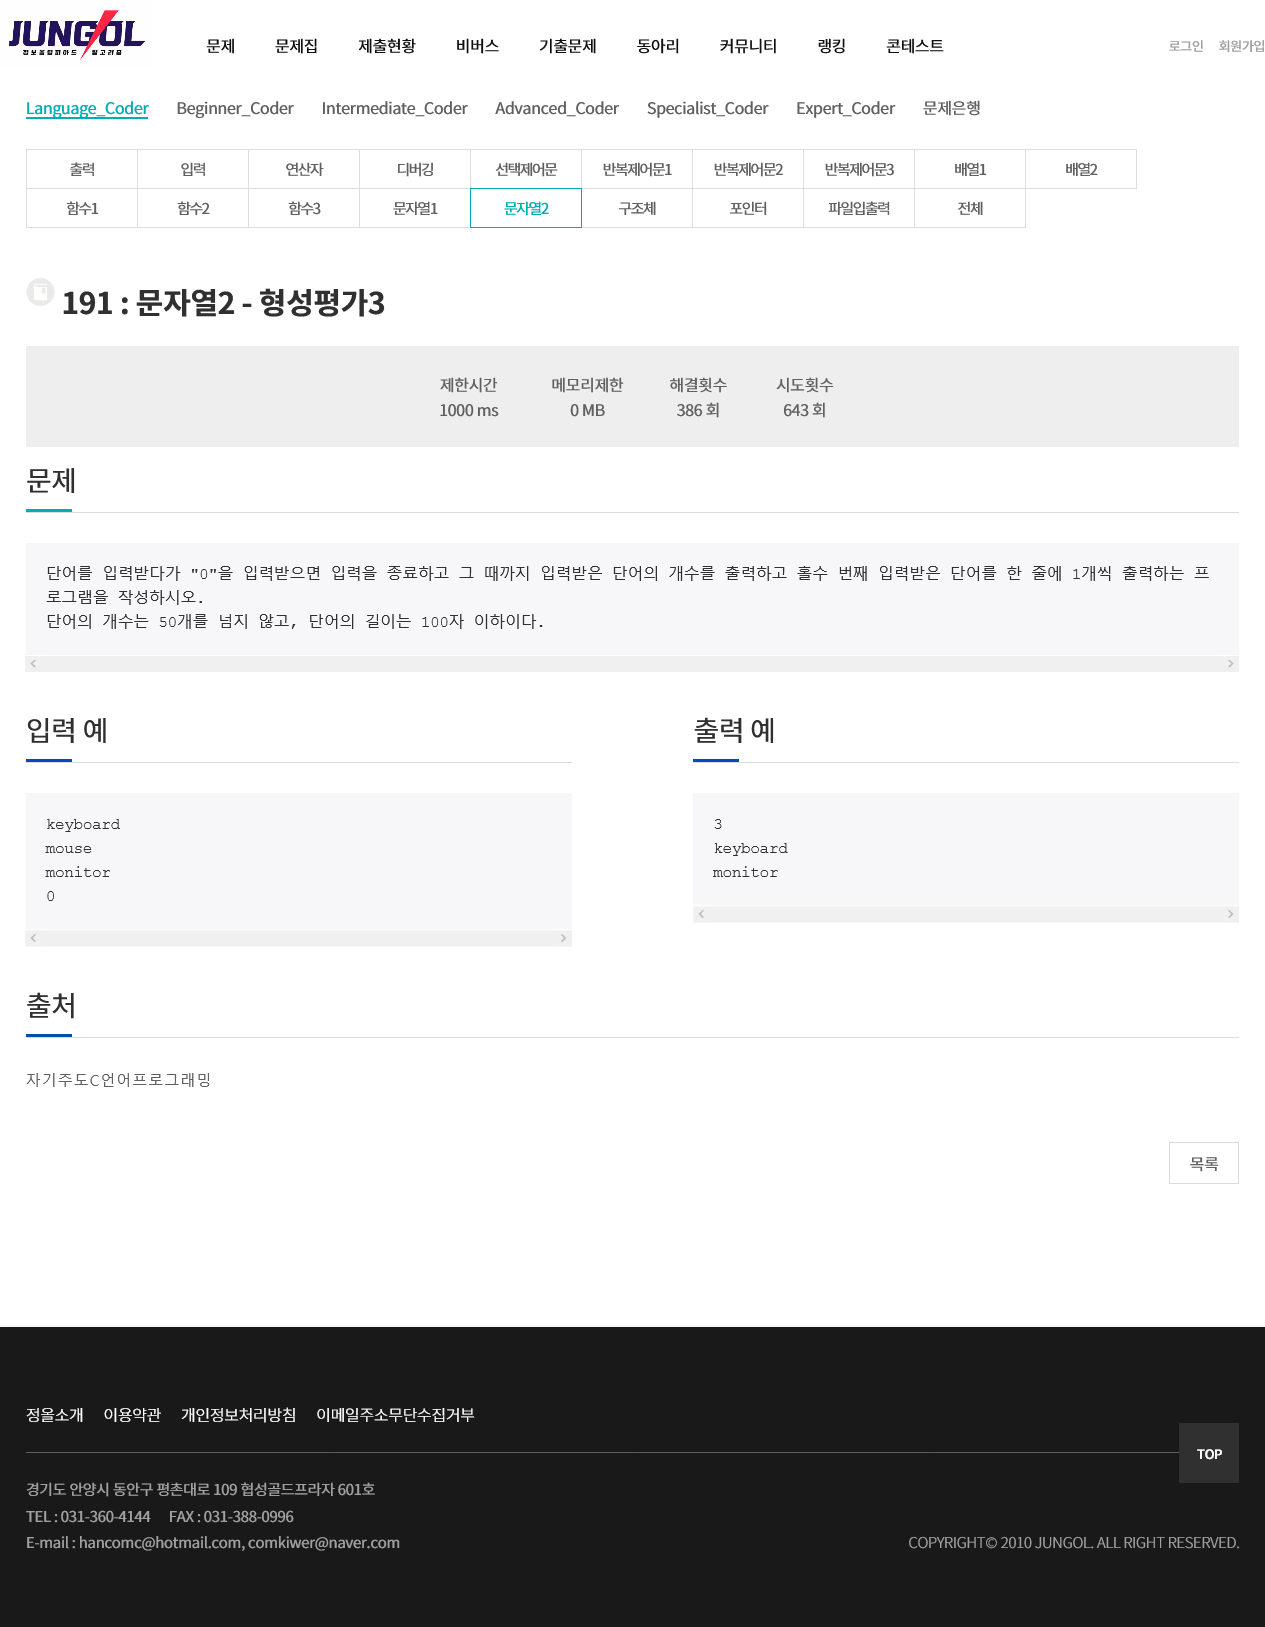 JUNGOL
정보올림피아드 알고리즘
문제 문제집 제출현황 비버스 기출문제 동아리 커뮤니티 랭킹 콘테스트 로그인 회원가입
Language_Coder Beginner_Coder Intermediate_Coder Advanced_Coder Specialist_Coder Expert_Coder 문제은행
출력 입력 연산자 디버깅 선택제어문 반복제어문1 반복제어문2 반복제어문3 배열1 배열2
함수1 함수2 함수3 문자열1 문자열2 구조체 포인터 파일입출력 전체
191 : 문자열2 - 형성평가3
제한시간 메모리제한 해결횟수 시도횟수
1000 ms 0 MB 386 회 643 회
문제
단어를 입력받다가 "0"을 입력받으면 입력을 종료하고 그 때까지 입력받은 단어의 개수를 출력하고 홀수 번째 입력받은 단어를 한 줄에 1개씩 출력하는 프
로그램을 작성하시오.
단어의 개수는 50개를 넘지 않고, 단어의 길이는 100자 이하이다.
입력 예
keyboard
mouse
monitor
0
출력 예
3
keyboard
monitor
출처
자기주도C언어프로그래밍
목록
정올소개 이용약관 개인정보처리방침 이메일주소무단수집거부
TOP
경기도 안양시 동안구 평촌대로 109 협성골드프라자 601호
TEL : 031-360-4144 FAX : 031-388-0996
E-mail : hancomc@hotmail.com, comkiwer@naver.com
COPYRIGHT© 2010 JUNGOL. ALL RIGHT RESERVED.